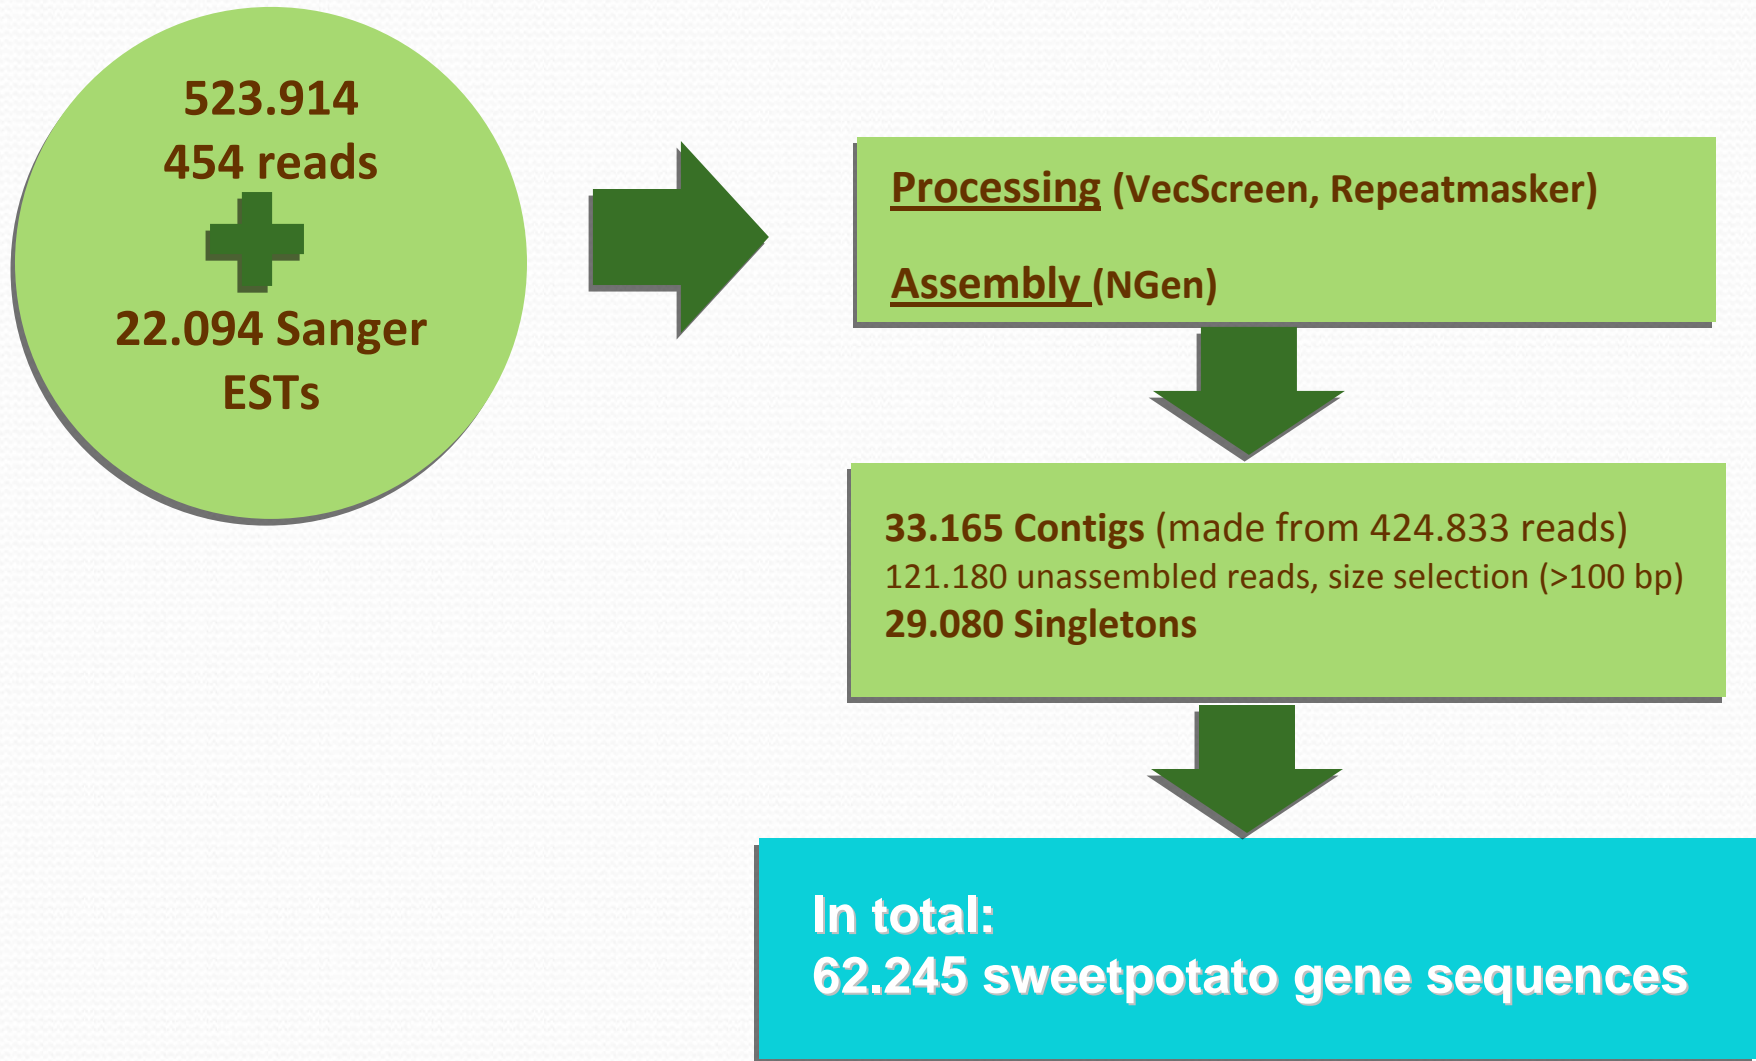 523.914
454 reads
22.094 Sanger
ESTs
Processing (VecScreen, Repeatmasker)
Assembly (NGen)
33.165 Contigs (made from 424.833 reads)
121.180 unassembled reads, size selection (>100 bp)
29.080 Singletons
In total:
62.245 sweetpotato gene sequences